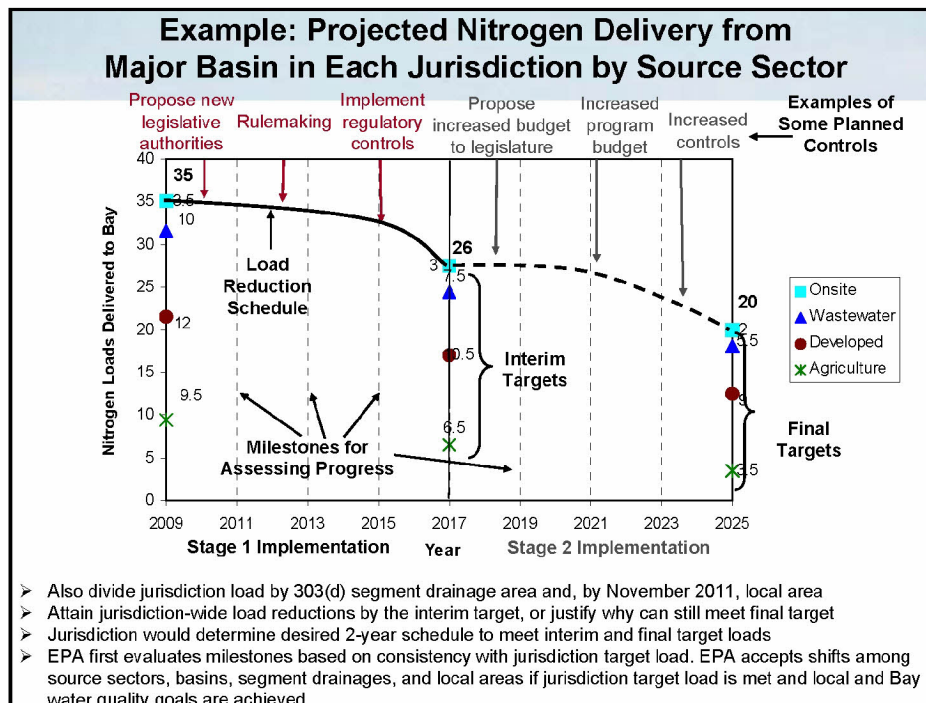 Example: Projected Nitrogen Delivery from
Major Basin in Each Jurisdiction by Source Sector
Propose new
legislative
authorities
Rulemaking
Implement
regulatory
controls
Propose
increased budget
to legislature
Increased
program
budget
Increased
controls
Examples of
Some Planned
Controls
Nitrogen Loads Delivered to Bay
40
35
30
25
20
15
10
5
0
35
3.5
10
12
9.5
Load
Reduction
Schedule
26
3
7.5
10.5
6.5
Interim
Targets
Milestones for
Assessing Progress
20
2
5.5
9
3.5
Final
Targets
Onsite
Wastewater
Developed
Agriculture
2009 2011 2013 2015 2017 2019 2021 2023 2025
Stage 1 Implementation Year Stage 2 Implementation
➢ Also divide jurisdiction load by 303(d) segment drainage area and, by November 2011, local area
➢ Attain jurisdiction-wide load reductions by the interim target, or justify why can still meet final target
➢ Jurisdiction would determine desired 2-year schedule to meet interim and final target loads
➢ EPA first evaluates milestones based on consistency with jurisdiction target load. EPA accepts shifts among
source sectors, basins, segment drainages, and local areas if jurisdiction target load is met and local and Bay
water quality goals are achieved